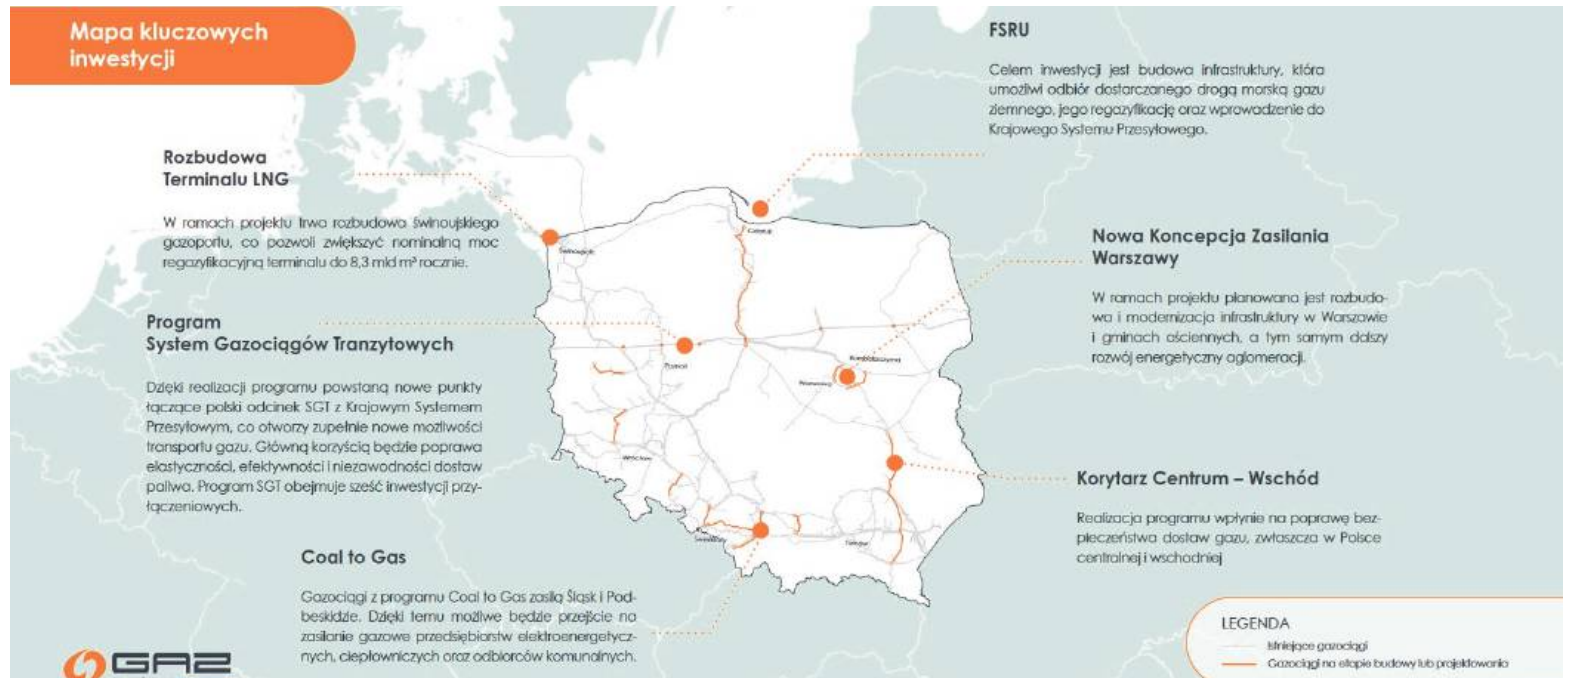 Mapa kluczowych
inwestycji
FSRU
Celem inwestycji jest budowa infrastruktury, która
umożliwi odbiór dostarczanego drogą morską gazu
ziemnego, jego regazyfikację oraz wprowadzenie do
Krajowego Systemu Przesyłowego.
Rozbudowa
Terminalu LNG
W ramach projektu trwa rozbudowa świnoujskiego
gazoportu, co pozwoli zwiększyć nominalną moc
regazyfikacyjną terminalu do 8,3 mld m³ rocznie.
Nowa Koncepcja Zasilania
Warszawy
W ramach projektu planowana jest rozbudo-
wa i modernizacja infrastruktury w Warszawie
i gminach ościennych, a tym samym dalszy
rozwój energetyczny aglomeracji.
Program
System Gazociągów Tranzytowych
Dzięki realizacji programu powstaną nowe punkty
łączące polski odcinek SGT z Krajowym Systemem
Przesyłowym, co otworzy zupełnie nowe możliwości
transportu gazu. Główną korzyścią będzie poprawa
elastyczności, efektywności i niezawodności dostaw
paliwa. Program SGT obejmuje sześć inwestycji przy-
łączeniowych.
Świnoujście
Gdańsk
Poznań
Warszawa
Wrocław
Tarnów
Korytarz Centrum – Wschód
Realizacja programu wpłynie na poprawę bez-
pieczeństwa dostaw gazu, zwłaszcza w Polsce
centralnej i wschodniej
Coal to Gas
Gazociągi z programu Coal to Gas zasilą Śląsk i Pod-
beskidzie. Dzięki temu możliwe będzie przejście na
zasilanie gazowe przedsiębiorstw elektroenergetycz-
nych, ciepłowniczych oraz odbiorców komunalnych.
GAZ
LEGENDA
Istniejące gazociągi
Gazociągi na etapie budowy lub projektowania